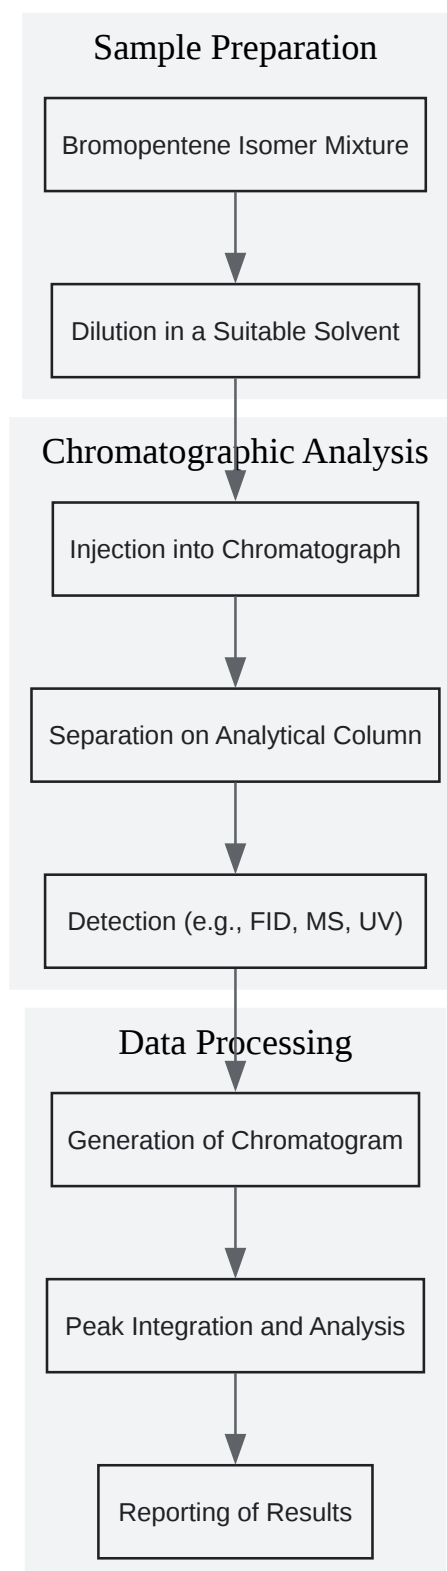 Sample Preparation
Bromopentene Isomer Mixture
Dilution in a Suitable Solvent
Chromatographic Analysis
Injection into Chromatograph
Separation on Analytical Column
Detection (e.g., FID, MS, UV)
Data Processing
Generation of Chromatogram
Peak Integration and Analysis
Reporting of Results